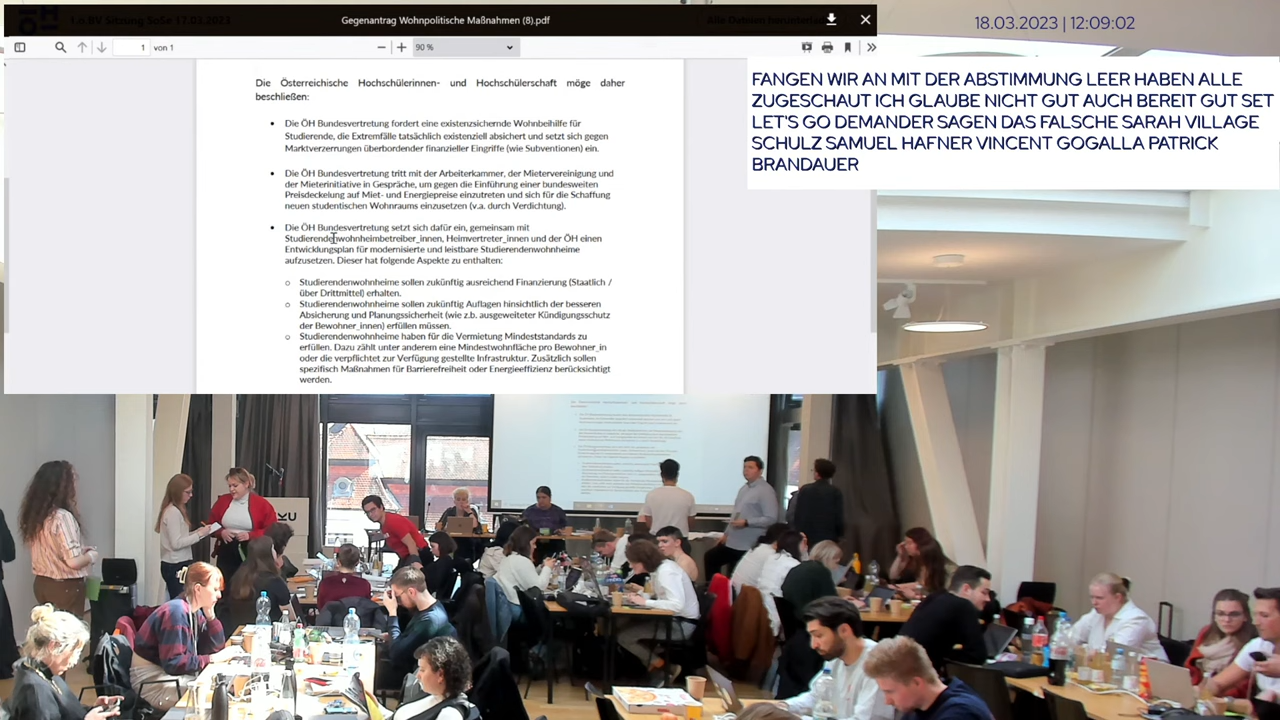 1.o BV Sitzung SoSe 17.03.2023
Gegenantrag Wohnpolitische Maßnahmen (8).pdf
18.03.2023 | 12:09:02
1 von 1
90 %
FANGEN WIR AN MIT DER ABSTIMMUNG LEER HABEN ALLE
ZUGESCHAUT ICH GLAUBE NICHT GUT AUCH BEREIT GUT SET
LET'S GO DEMANDER SAGEN DAS FALSCHE SARAH VILLAGE
SCHULZ SAMUEL HAFNER VINCENT GOGALLA PATRICK
BRANDAUER
Die Österreichische Hochschülerinnen- und Hochschülerschaft möge daher
beschließen:
• Die ÖH Bundesvertretung fordert eine existenzsichernde Wohnbeihilfe für
Studierende, die Extremfälle tatsächlich existenziell absichert und setzt sich gegen
Marktverzerrungen überbordender finanzieller Eingriffe (wie Subventionen) ein.
• Die ÖH Bundesvertretung tritt mit der Arbeiterkammer, der Mietervereinigung und
der Mieterinitiative in Gespräche, um gegen die Einführung einer bundesweiten
Preisdeckelung auf Miet- und Energiepreise einzutreten und sich für die Schaffung
neuen studentischen Wohnraums einzusetzen (v.a. durch Verdichtung).
• Die ÖH Bundesvertretung setzt sich dafür ein, gemeinsam mit
Studierendenwohnheimbetreiber_innen, Heimvertreter_innen und der ÖH einen
Entwicklungsplan für modernisierte und leistbare Studierendenwohnheime
aufzusetzen. Dieser hat folgende Aspekte zu enthalten:
o Studierendenwohnheime sollen zukünftig ausreichend Finanzierung (Staatlich /
über Drittmittel) erhalten.
o Studierendenwohnheime sollen zukünftig Auflagen hinsichtlich der besseren
Absicherung und Planungssicherheit (wie z.b. ausgeweiteter Kündigungsschutz
der Bewohner_innen) erfüllen müssen.
o Studierendenwohnheime haben für die Vermietung Mindeststandards zu
erfüllen. Dazu zählt unter anderem eine Mindestwohnfläche pro Bewohner_in
oder die verpflichtet zur Verfügung gestellte Infrastruktur. Zusätzlich sollen
spezifisch Maßnahmen für Barrierefreiheit oder Energieeffizienz berücksichtigt
werden.